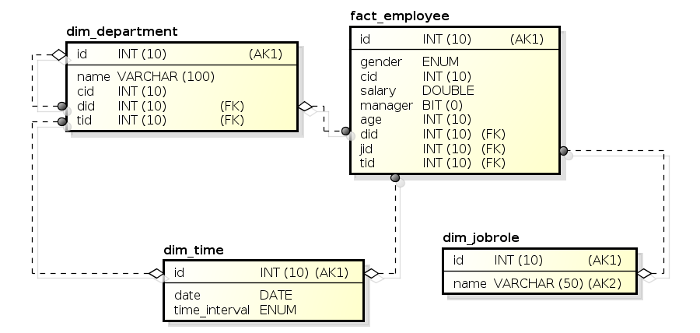 dim_department
id INT (10) (AK1)
name VARCHAR (100)
cid INT (10)
did INT (10) (FK)
tid INT (10) (FK)
fact_employee
id INT (10) (AK1)
gender ENUM
cid INT (10)
salary DOUBLE
manager BIT (0)
age INT (10)
did INT (10) (FK)
jid INT (10) (FK)
tid INT (10) (FK)
dim_time
id INT (10) (AK1)
date DATE
time_interval ENUM
dim_jobrole
id INT (10) (AK1)
name VARCHAR (50) (AK2)